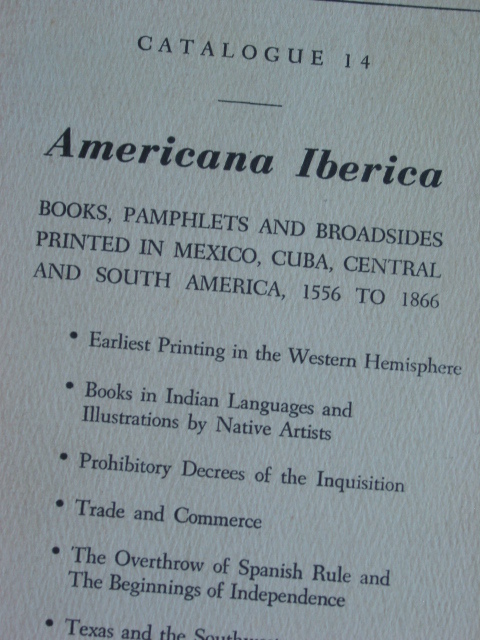 CATALOGUE 14
Americana Iberica
BOOKS, PAMPHLETS AND BROADSIDES
PRINTED IN MEXICO, CUBA, CENTRAL
AND SOUTH AMERICA, 1556 TO 1866
• Earliest Printing in the Western Hemisphere
• Books in Indian Languages and
Illustrations by Native Artists
• Prohibitory Decrees of the Inquisition
• Trade and Commerce
• The Overthrow of Spanish Rule and
The Beginnings of Independence
• Texas and the